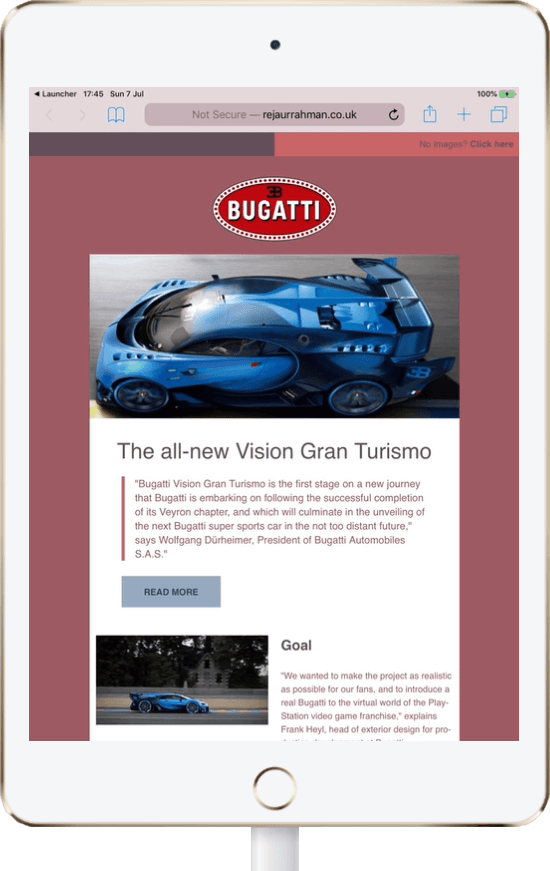 Launcher 17:45 Sun 7 Jul 100%
Not Secure — rejaurrahman.co.uk
No Images? Click here
EB
BUGATTI
EB
The all-new Vision Gran Turismo
"Bugatti Vision Gran Turismo is the first stage on a new journey
that Bugatti is embarking on following the successful completion
of its Veyron chapter, and which will culminate in the unveiling of
the next Bugatti super sports car in the not too distant future,"
says Wolfgang Dürheimer, President of Bugatti Automobiles
S.A.S."
READ MORE
Goal
"We wanted to make the project as realistic
as possible for our fans, and to introduce a
real Bugatti to the virtual world of the Play-
Station video game franchise," explains
Frank Heyl, head of exterior design for pro-